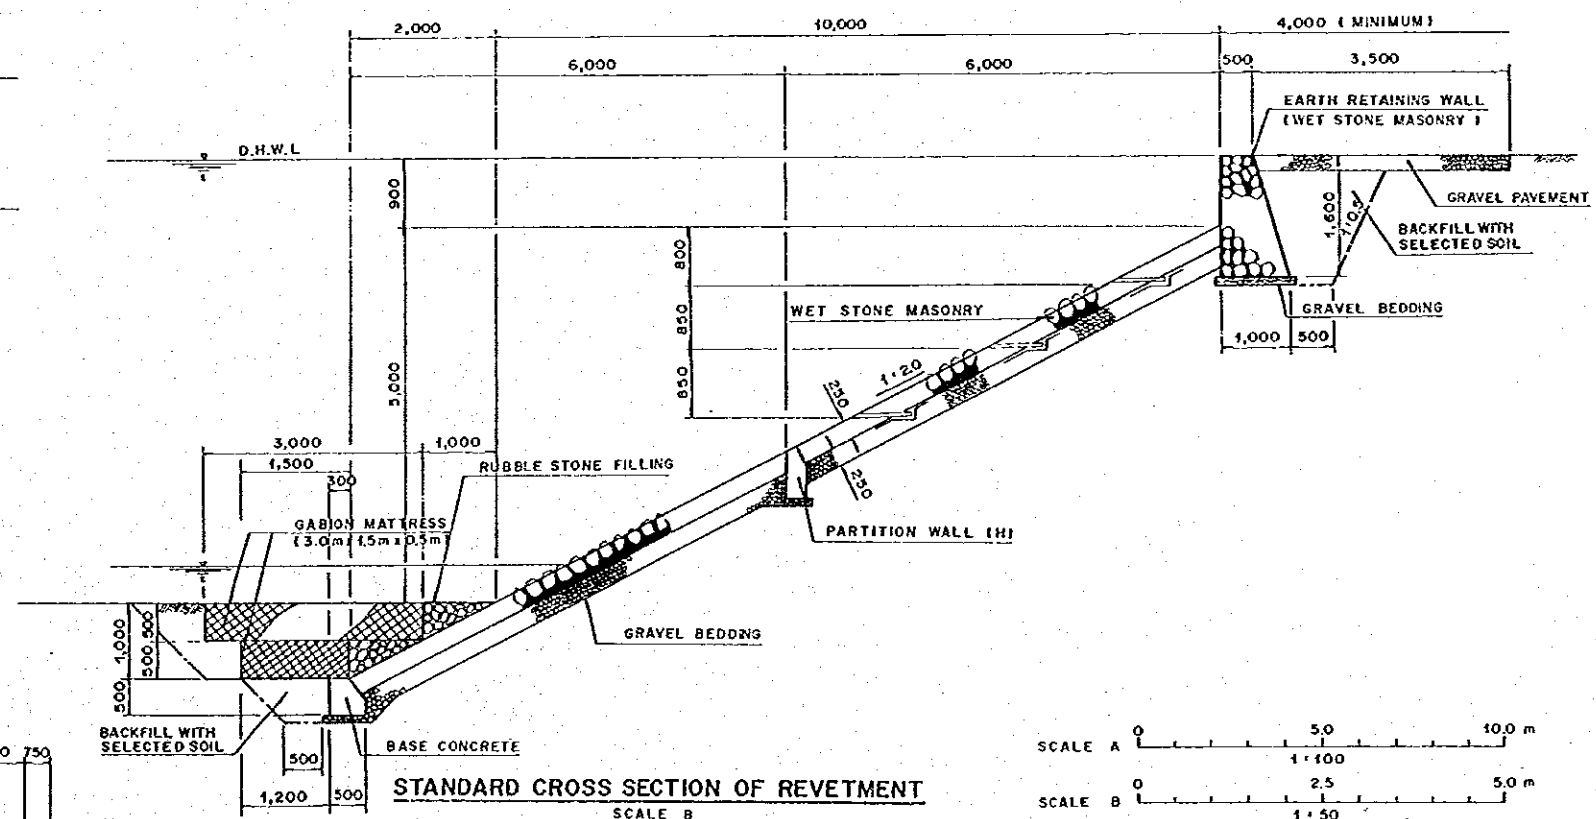 2,000
10,000
4,000 ( MINIMUM)
6,000
6,000
500
3,500
EARTH RETAINING WALL
(WET STONE MASONRY )
D.H.W.L
900
GRAVEL PAVEMENT
1,600
1:0.5
BACKFILL WITH
SELECTED SOIL
800
850
850
WET STONE MASONRY
GRAVEL BEDDING
1,000
500
5,000
1:2.0
250
250
3,000
1,000
1,500
300
RUBBLE STONE FILLING
GABION MATTRESS
(3.0m x 1.5m x 0.5m)
PARTITION WALL (H)
GRAVEL BEDDING
1,000
500
500
500
BACKFILL WITH
SELECTED SOIL
BASE CONCRETE
500
1,200
500
0
750
STANDARD CROSS SECTION OF REVETMENT
SCALE B
SCALE A
0
5.0
10.0 m
1:100
SCALE B
0
2.5
5.0 m
1:50